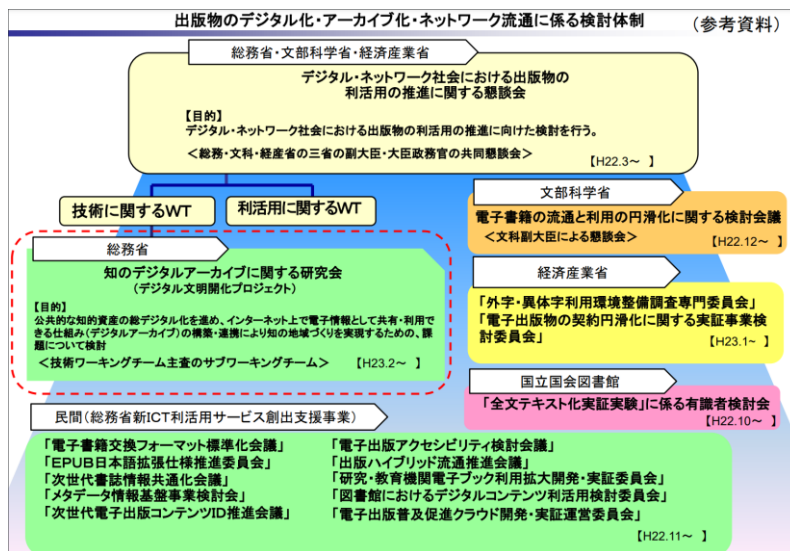 出版物のデジタル化・アーカイブ化・ネットワーク流通に係る検討体制
（参考資料）
総務省・文部科学省・経済産業省
デジタル・ネットワーク社会における出版物の
利活用の推進に関する懇談会
【目的】
デジタル・ネットワーク社会における出版物の利活用の推進に向けた検討を行う。
＜総務・文科・経産省の三省の副大臣・大臣政務官の共同懇談会＞
【H22.3～ 】
技術に関するWT
利活用に関するWT
総務省
知のデジタルアーカイブに関する研究会
（デジタル文明開化プロジェクト）
【目的】
公共的な知的資産の総デジタル化を進め、インターネット上で電子情報として共有・利用で
きる仕組み（デジタルアーカイブ）の構築・連携により知の地域づくりを実現するための、課
題について検討
＜技術ワーキングチーム主査のサブワーキングチーム＞
【H23.2～ 】
文部科学省
電子書籍の流通と利用の円滑化に関する検討会議
＜文科副大臣による懇談会＞
【H22.12～ 】
経済産業省
「外字・異体字利用環境整備調査専門委員会」
「電子出版物の契約円滑化に関する実証事業検
討委員会」
【H23.1～ 】
国立国会図書館
「全文テキスト化実証実験」に係る有識者検討会
【H22.10～ 】
民間（総務省新ICT利活用サービス創出支援事業）
「電子書籍交換フォーマット標準化会議」
「EPUB日本語拡張仕様推進委員会」
「次世代書誌情報共通化会議」
「メタデータ情報基盤事業検討会」
「次世代電子出版コンテンツID推進会議」
「電子出版アクセシビリティ検討会議」
「出版ハイブリッド流通推進会議」
「研究・教育機関電子ブック利用拡大開発・実証委員会」
「図書館におけるデジタルコンテンツ利活用検討委員会」
「電子出版普及促進クラウド開発・実証運営委員会」
【H22.11～ 】